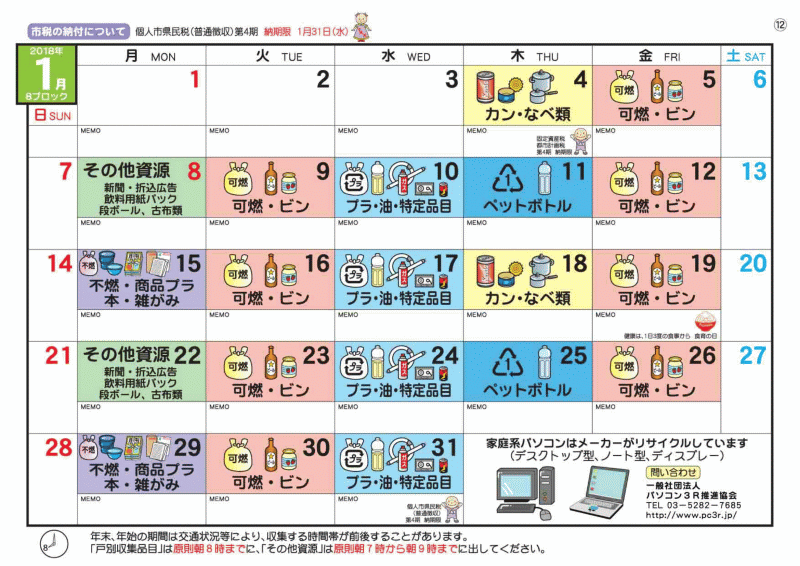 市税の納付について 個人市県民税(普通徴収)第4期 納期限 1月31日(水)
⑫
2018年
1月
Bブロック
日 SUN 月 MON 火 TUE 水 WED 木 THU 金 FRI 土 SAT
1 2 3 4 5 6
可燃
カン・なべ類 可燃・ビン
MEMO MEMO MEMO MEMO MEMO
固定資産税
都市計画税
第4期 納期限
7 その他資源 8 9 10 11 12 13
新聞・折込広告
飲料用紙パック
段ボール、古布類
可燃 プラ 1 可燃
可燃・ビン プラ・油・特定品目 ペットボトル 可燃・ビン
MEMO MEMO MEMO MEMO MEMO
14 15 16 17 18 19 20
不燃 可燃 プラ 可燃
不燃・商品プラ
本・雑がみ
可燃・ビン プラ・油・特定品目 カン・なべ類 可燃・ビン
MEMO MEMO MEMO MEMO MEMO
健康は、1日3度の食事から 食育の日
21 その他資源 22 23 24 25 26 27
新聞・折込広告
飲料用紙パック
段ボール、古布類
可燃 プラ 1 可燃
可燃・ビン プラ・油・特定品目 ペットボトル 可燃・ビン
MEMO MEMO MEMO MEMO MEMO
28 29 30 31
不燃 可燃 プラ
不燃・商品プラ
本・雑がみ
可燃・ビン プラ・油・特定品目
MEMO MEMO MEMO
個人市県民税
(普通徴収)
第4期 納期限
家庭系パソコンはメーカーがリサイクルしています
(デスクトップ型、ノート型、ディスプレー)
問い合わせ
一般社団法人
パソコン3R推進協会
TEL 03−5282−7685
http://www.pc3r.jp/
8
年末、年始の期間は交通状況等により、収集する時間帯が前後することがあります。
「戸別収集品目」は原則朝8時までに、「その他資源」は原則朝7時から朝9時までに出してください。